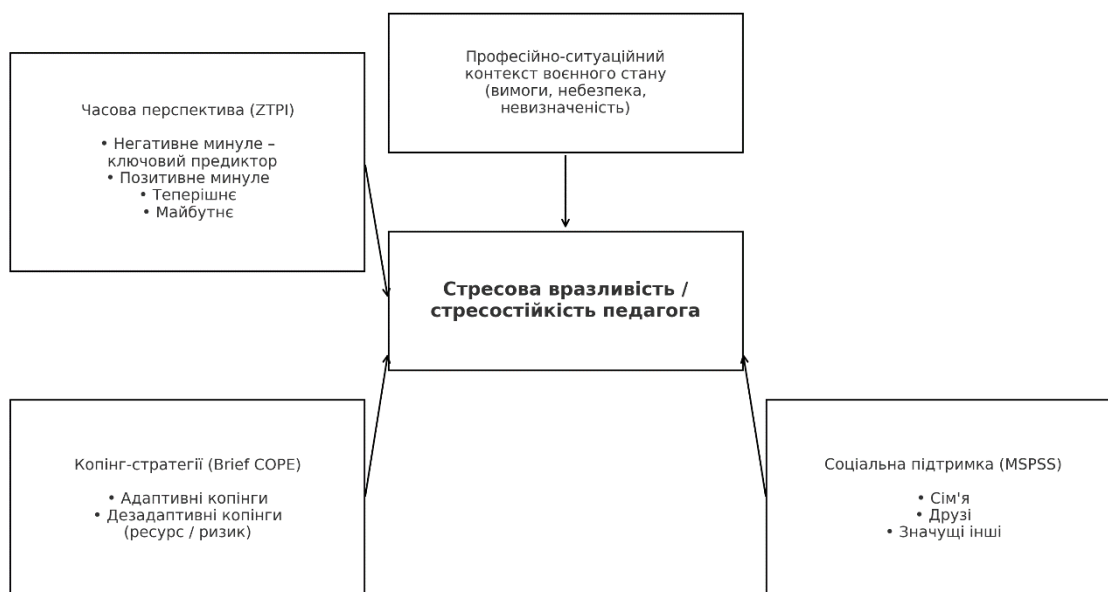 Професійно-ситуаційний
контекст воєнного стану
(вимоги, небезпека,
невизначеність)
Часова перспектива (ZTPI)
• Негативне минуле –
ключовий предиктор
• Позитивне минуле
• Теперішнє
• Майбутнє
Стресова вразливість /
стресостійкість педагога
Копінг-стратегії (Brief COPE)
• Адаптивні копінги
• Дезадаптивні копінги
(ресурс / ризик)
Соціальна підтримка (MSPSS)
• Сім'я
• Друзі
• Значущі інші